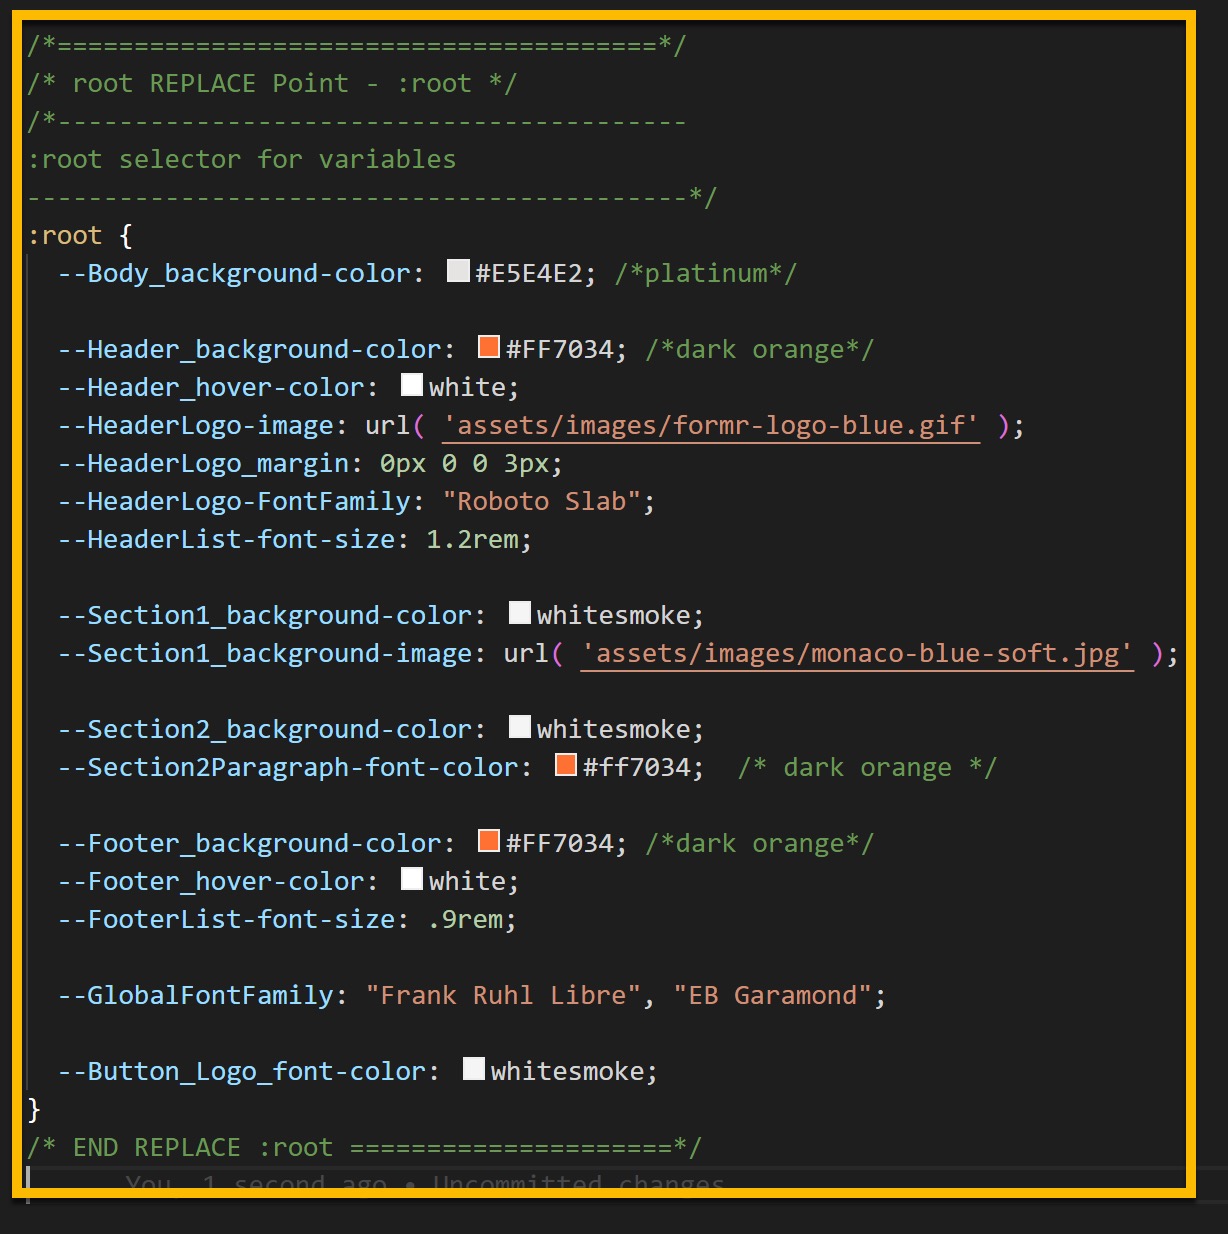 /*=======================================*/
/* root REPLACE Point - :root */
/*-----------------------------------------
:root selector for variables
-------------------------------------------*/
:root {
--Body_background-color: #E5E4E2; /*platinum*/
--Header_background-color: #FF7034; /*dark orange*/
--Header_hover-color: white;
--HeaderLogo-image: url( 'assets/images/formr-logo-blue.gif' );
--HeaderLogo_margin: 0px 0 0 3px;
--HeaderLogo-FontFamily: "Roboto Slab";
--HeaderList-font-size: 1.2rem;
--Section1_background-color: whitesmoke;
--Section1_background-image: url( 'assets/images/monaco-blue-soft.jpg' );
--Section2_background-color: whitesmoke;
--Section2Paragraph-font-color: #ff7034;  /* dark orange */
--Footer_background-color: #FF7034; /*dark orange*/
--Footer_hover-color: white;
--FooterList-font-size: .9rem;
--GlobalFontFamily: "Frank Ruhl Libre", "EB Garamond";
--Button_Logo_font-color: whitesmoke;
}
/* END REPLACE :root =====================*/
You, 1 second ago • Uncommitted changes